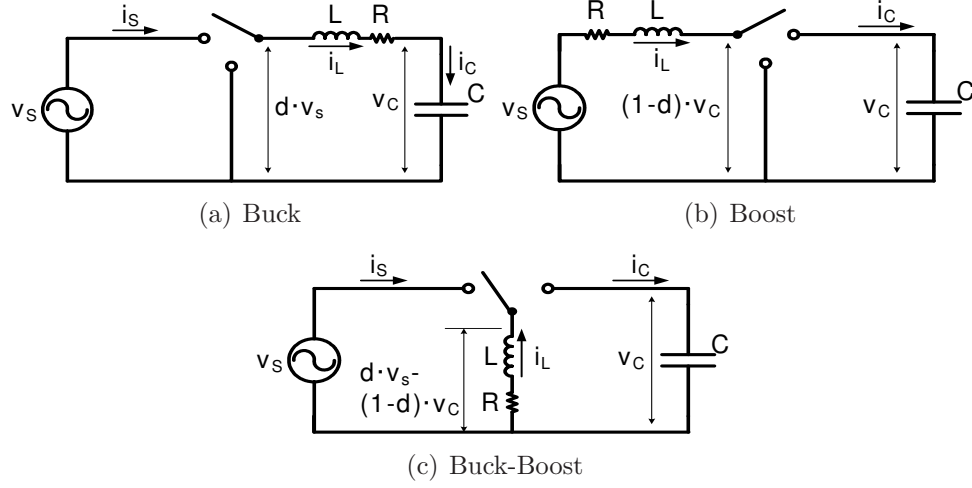 i_S L R
i_L i_C
v_S d·v_s v_C C
(a) Buck
R L i_C
i_L
v_S (1-d)·v_C v_C C
(b) Boost
i_S i_C
v_S L i_L v_C C
d·v_s-
(1-d)·v_C R
(c) Buck-Boost